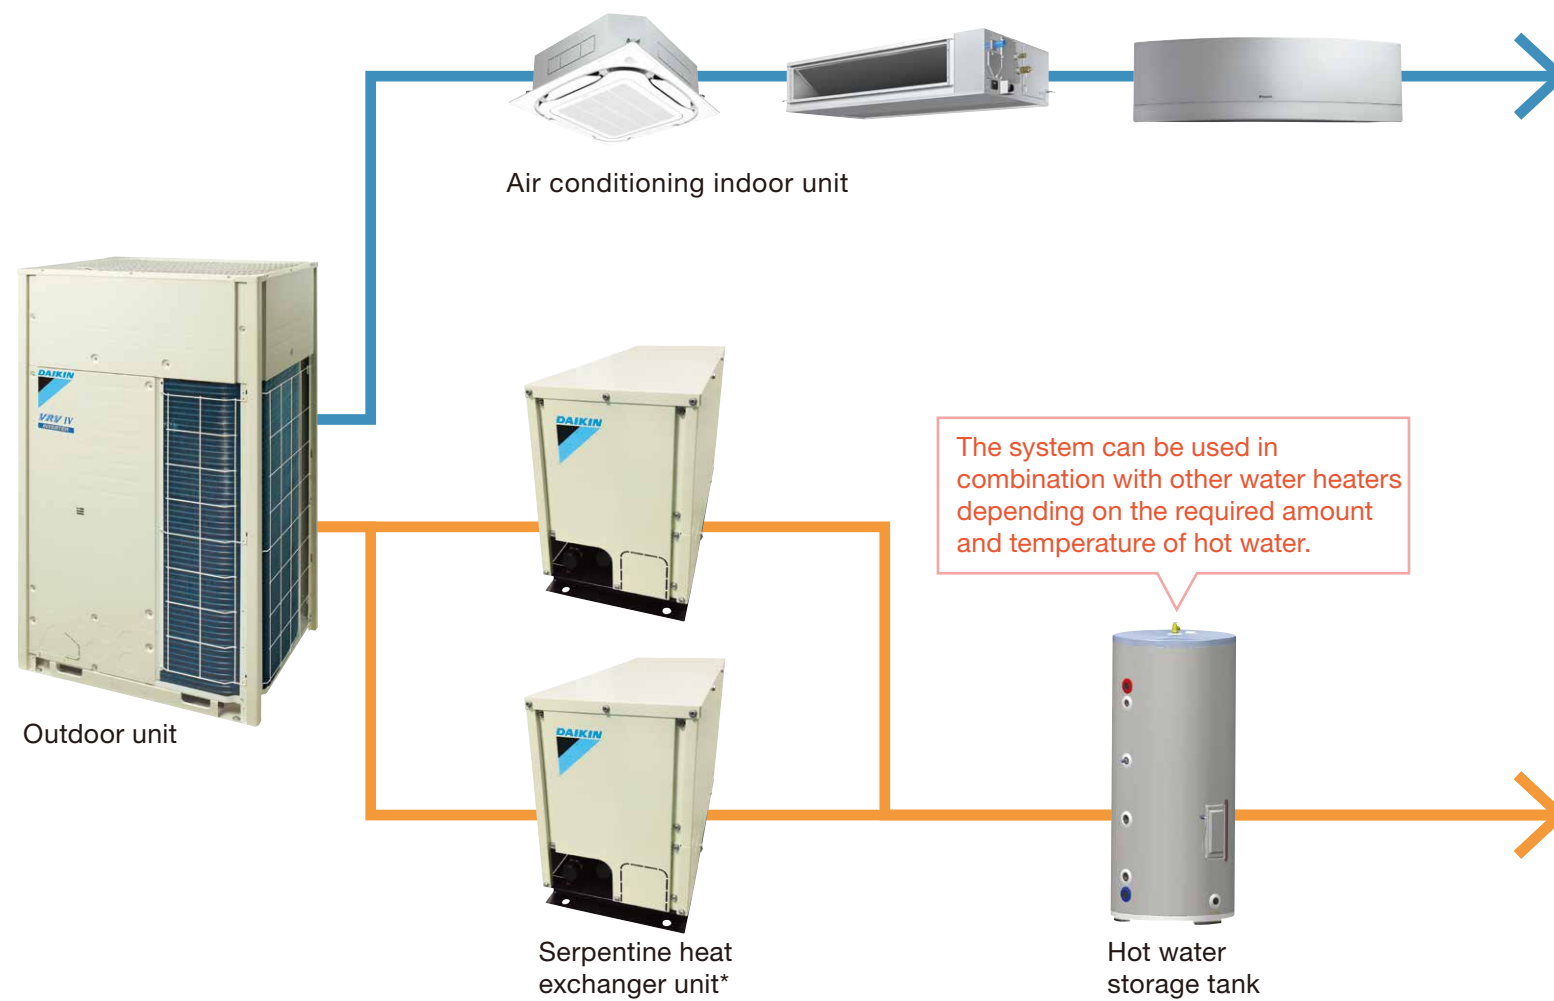 Air conditioning indoor unit
DAIKIN
VRV IV
INVERTER
Outdoor unit
DAIKIN
The system can be used in
combination with other water heaters
depending on the required amount
and temperature of hot water.
DAIKIN
Serpentine heat
exchanger unit*
Hot water
storage tank